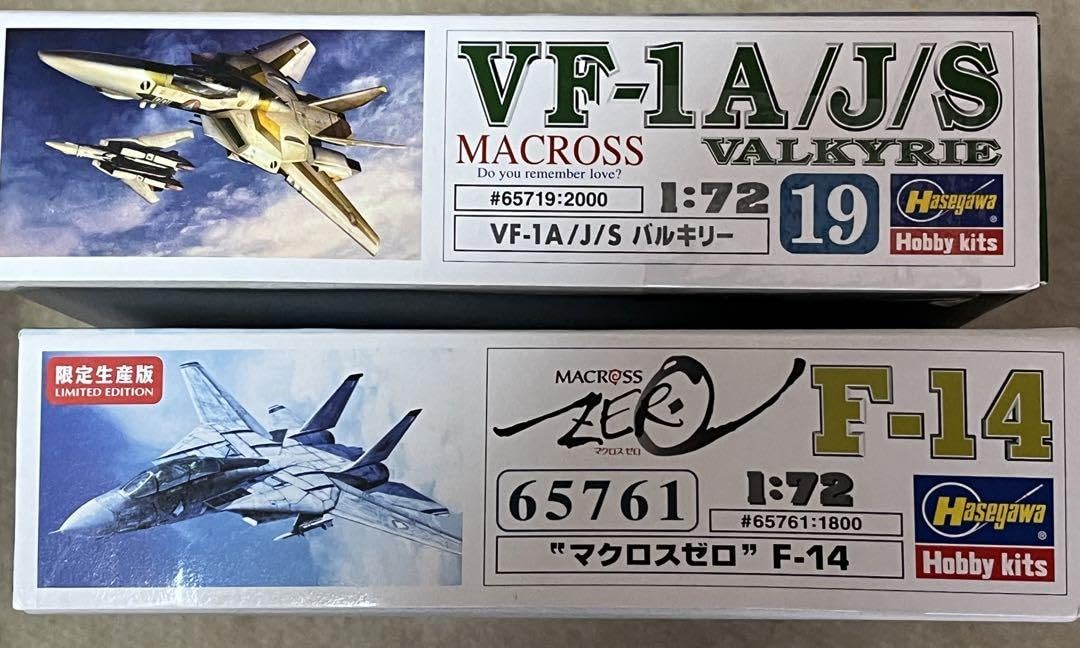 VF-1A/J/S
VALKYRIE
MACROSS
Do you remember love?
#65719:2000
1:72
19
Hasegawa®
Hobby kits
VF-1A/J/S バルキリー
限定生産版
LIMITED EDITION
MACROSS
ZERO
マクロスゼロ
F-14
65761
1:72
#65761:1800
Hasegawa®
Hobby kits
"マクロスゼロ" F-14